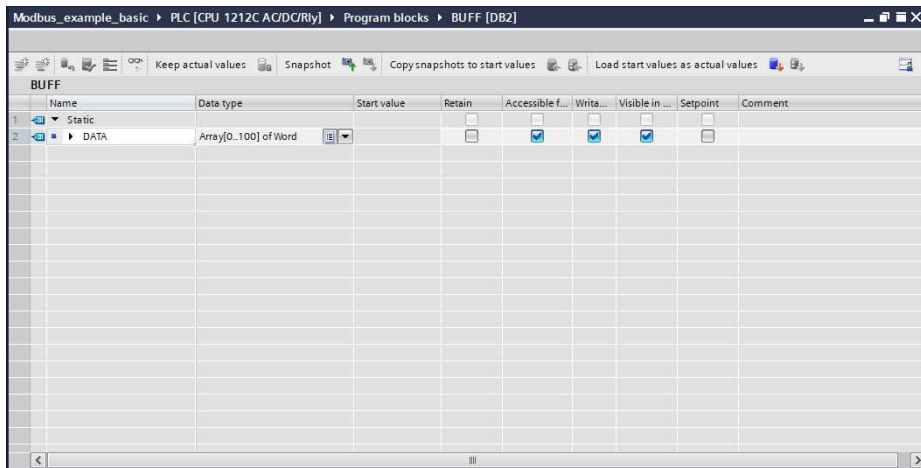 Modbus_example_basic ▸ PLC [CPU 1212C AC/DC/Rly] ▸ Program blocks ▸ BUFF [DB2]
Keep actual values Snapshot Copy snapshots to start values Load start values as actual values
BUFF
Name Data type Start value Retain Accessible f... Writa... Visible in ... Setpoint Comment
1 ▼ Static
2 ▸ DATA Array[0..100] of Word